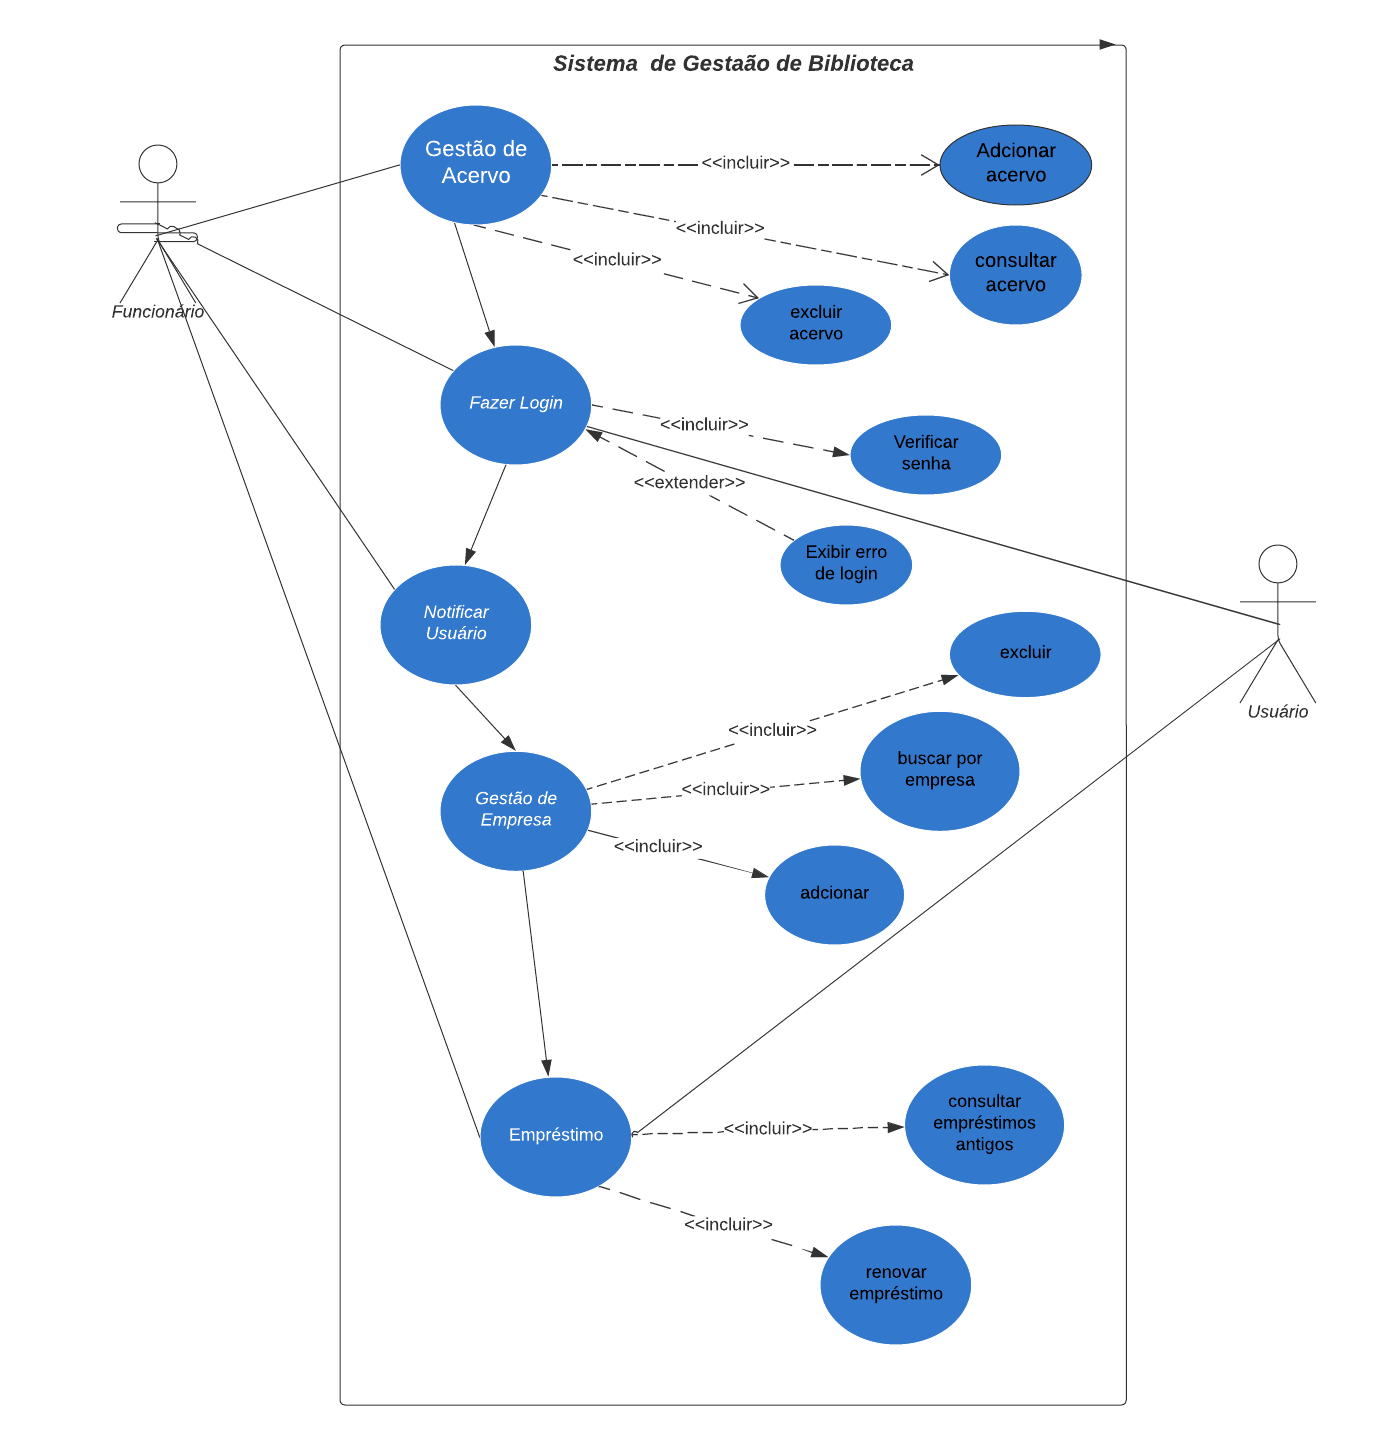 Sistema  de Gestaão de Biblioteca
Gestão de
Acervo
<<incluir>>
Adcionar
acervo
<<incluir>>
consultar
acervo
<<incluir>>
excluir
acervo
Funcionário
Fazer Login
<<incluir>>
Verificar
senha
<<extender>>
Exibir erro
de login
Notificar
Usuário
excluir
Usuário
<<incluir>>
buscar por
empresa
<<incluir>>
Gestão de
Empresa
<<incluir>>
adcionar
Empréstimo
<<incluir>>
consultar
empréstimos
antigos
<<incluir>>
renovar
empréstimo